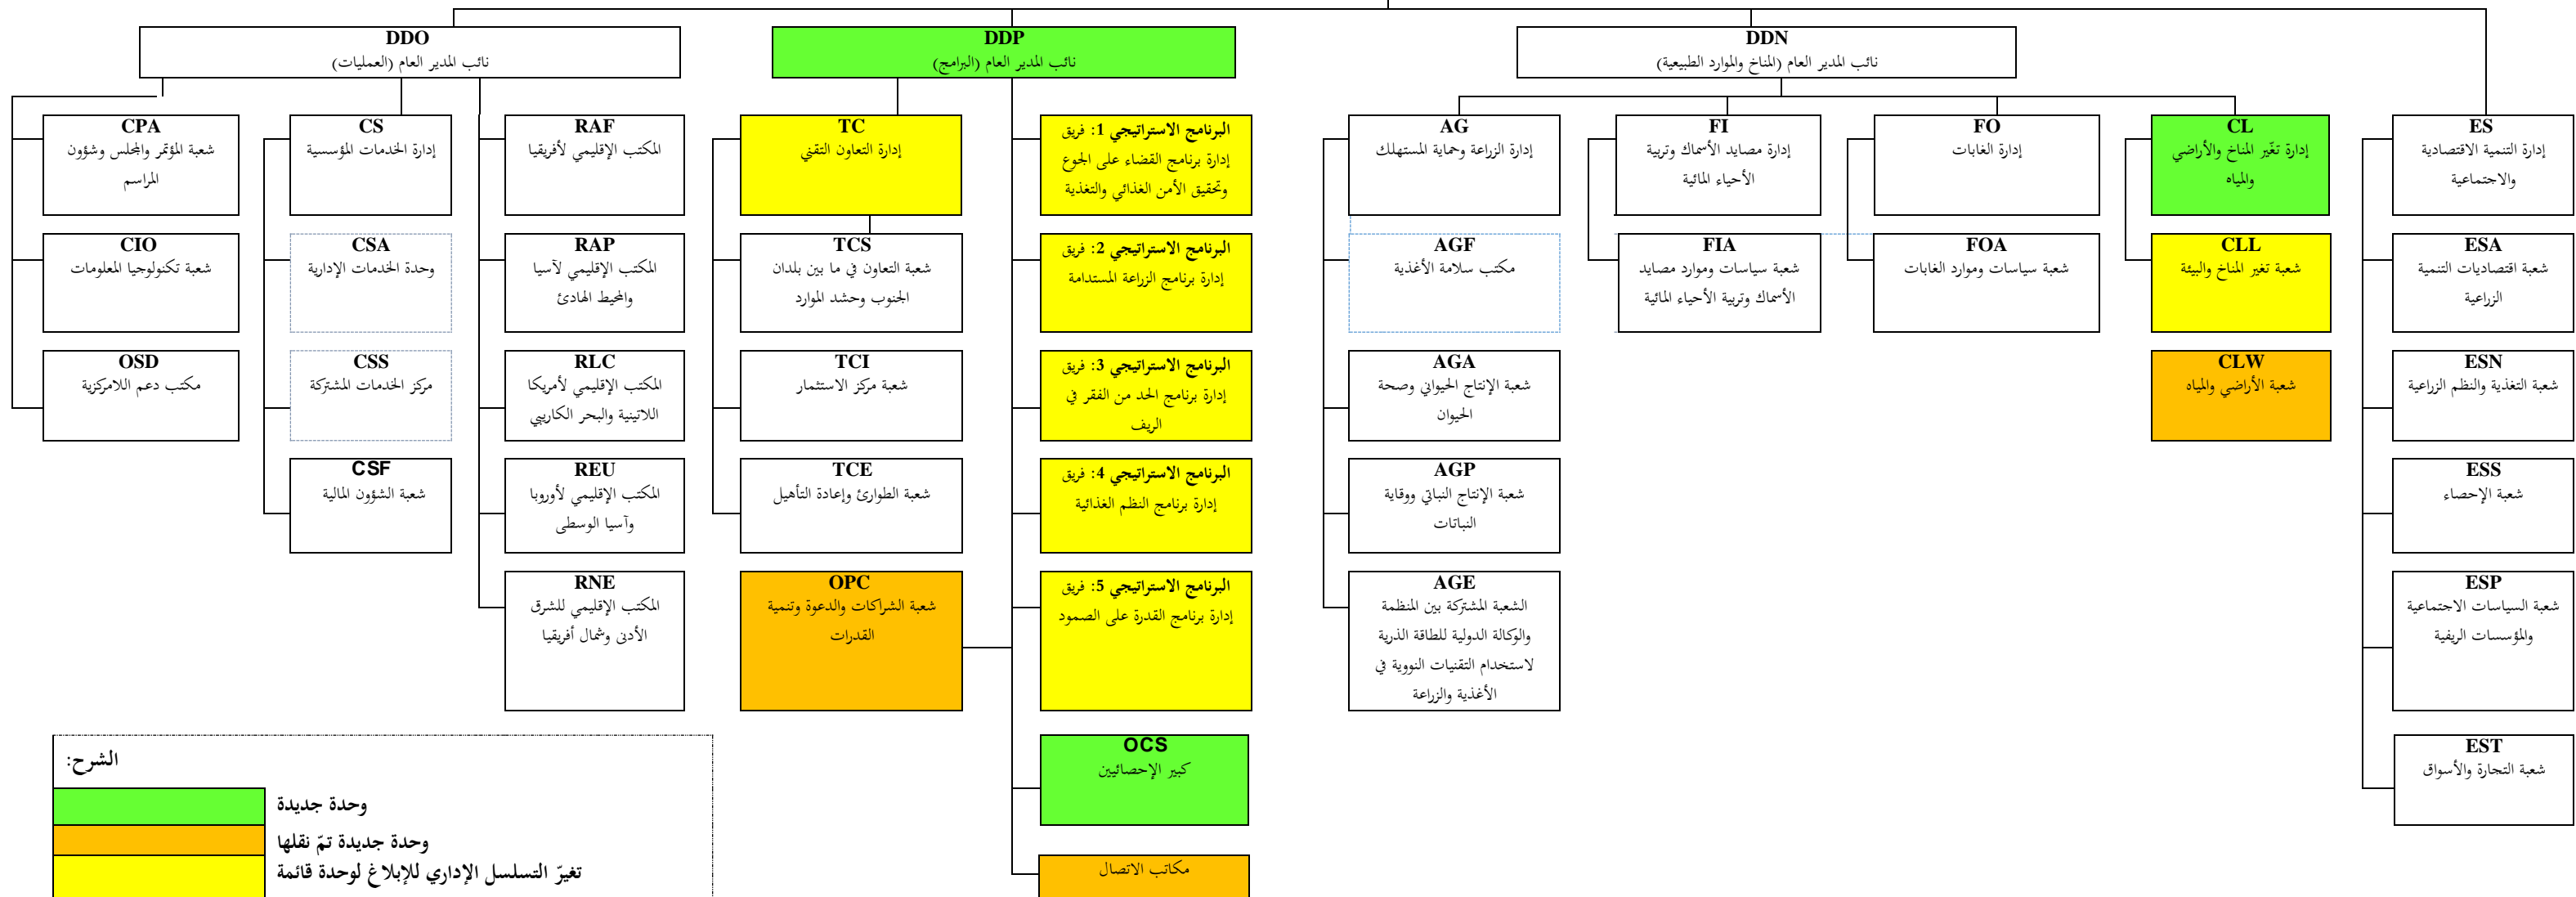 DDO
نائب المدير العام (العمليات)
DDP
نائب المدير العام (البرامج)
DDN
نائب المدير العام (المناخ والموارد الطبيعية)
CPA
شعبة المؤتمر والمجلس وشؤون
المراسم
CIO
شعبة تكنولوجيا المعلومات
OSD
مكتب دعم اللامركزية
CS
إدارة الخدمات المؤسسية
CSA
وحدة الخدمات الإدارية
CSS
مركز الخدمات المشتركة
CSF
شعبة الشؤون المالية
RAF
المكتب الإقليمي لأفريقيا
RAP
المكتب الإقليمي لآسيا
والمحيط الهادئ
RLC
المكتب الإقليمي لأمريكا
اللاتينية والبحر الكاريبي
REU
المكتب الإقليمي لأوروبا
وآسيا الوسطى
RNE
المكتب الإقليمي للشرق
الأدنى وشمال أفريقيا
TC
إدارة التعاون التقني
TCS
شعبة التعاون في ما بين بلدان
الجنوب وحشد الموارد
TCI
شعبة مركز الاستثمار
TCE
شعبة الطوارئ وإعادة التأهيل
OPC
شعبة الشراكات والدعوة وتنمية
القدرات
البرنامج الاستراتيجي 1: فريق
إدارة برنامج القضاء على الجوع
وتحقيق الأمن الغذائي والتغذية
البرنامج الاستراتيجي 2: فريق
إدارة برنامج الزراعة المستدامة
البرنامج الاستراتيجي 3: فريق
إدارة برنامج الحد من الفقر في
الريف
البرنامج الاستراتيجي 4: فريق
إدارة برنامج النظم الغذائية
البرنامج الاستراتيجي 5: فريق
إدارة برنامج القدرة على الصمود
OCS
كبير الإحصائيين
مكاتب الاتصال
AG
إدارة الزراعة وحماية المستهلك
AGF
مكتب سلامة الأغذية
AGA
شعبة الإنتاج الحيواني وصحة
الحيوان
AGP
شعبة الإنتاج النباتي ووقاية
النباتات
AGE
الشعبة المشتركة بين المنظمة
والوكالة الدولية للطاقة الذرية
لاستخدام التقنيات النووية في
الأغذية والزراعة
FI
إدارة مصايد الأسماك وتربية
الأحياء المائية
FIA
شعبة سياسات وموارد مصايد
الأسماك وتربية الأحياء المائية
FO
إدارة الغابات
FOA
شعبة سياسات وموارد الغابات
CL
إدارة تغّير المناخ والأراضي
والمياه
CLL
شعبة تغير المناخ والبيئة
CLW
شعبة الأراضي والمياه
ES
إدارة التنمية الاقتصادية
والاجتماعية
ESA
شعبة اقتصاديات التنمية
الزراعية
ESN
شعبة التغذية والنظم الزراعية
ESS
شعبة الإحصاء
ESP
شعبة السياسات الاجتماعية
والمؤسسات الريفية
EST
شعبة التجارة والأسواق
الشرح:
وحدة جديدة
وحدة جديدة تمّ نقلها
تغيرّ التسلسل الإداري للإبلاغ لوحدة قائمة